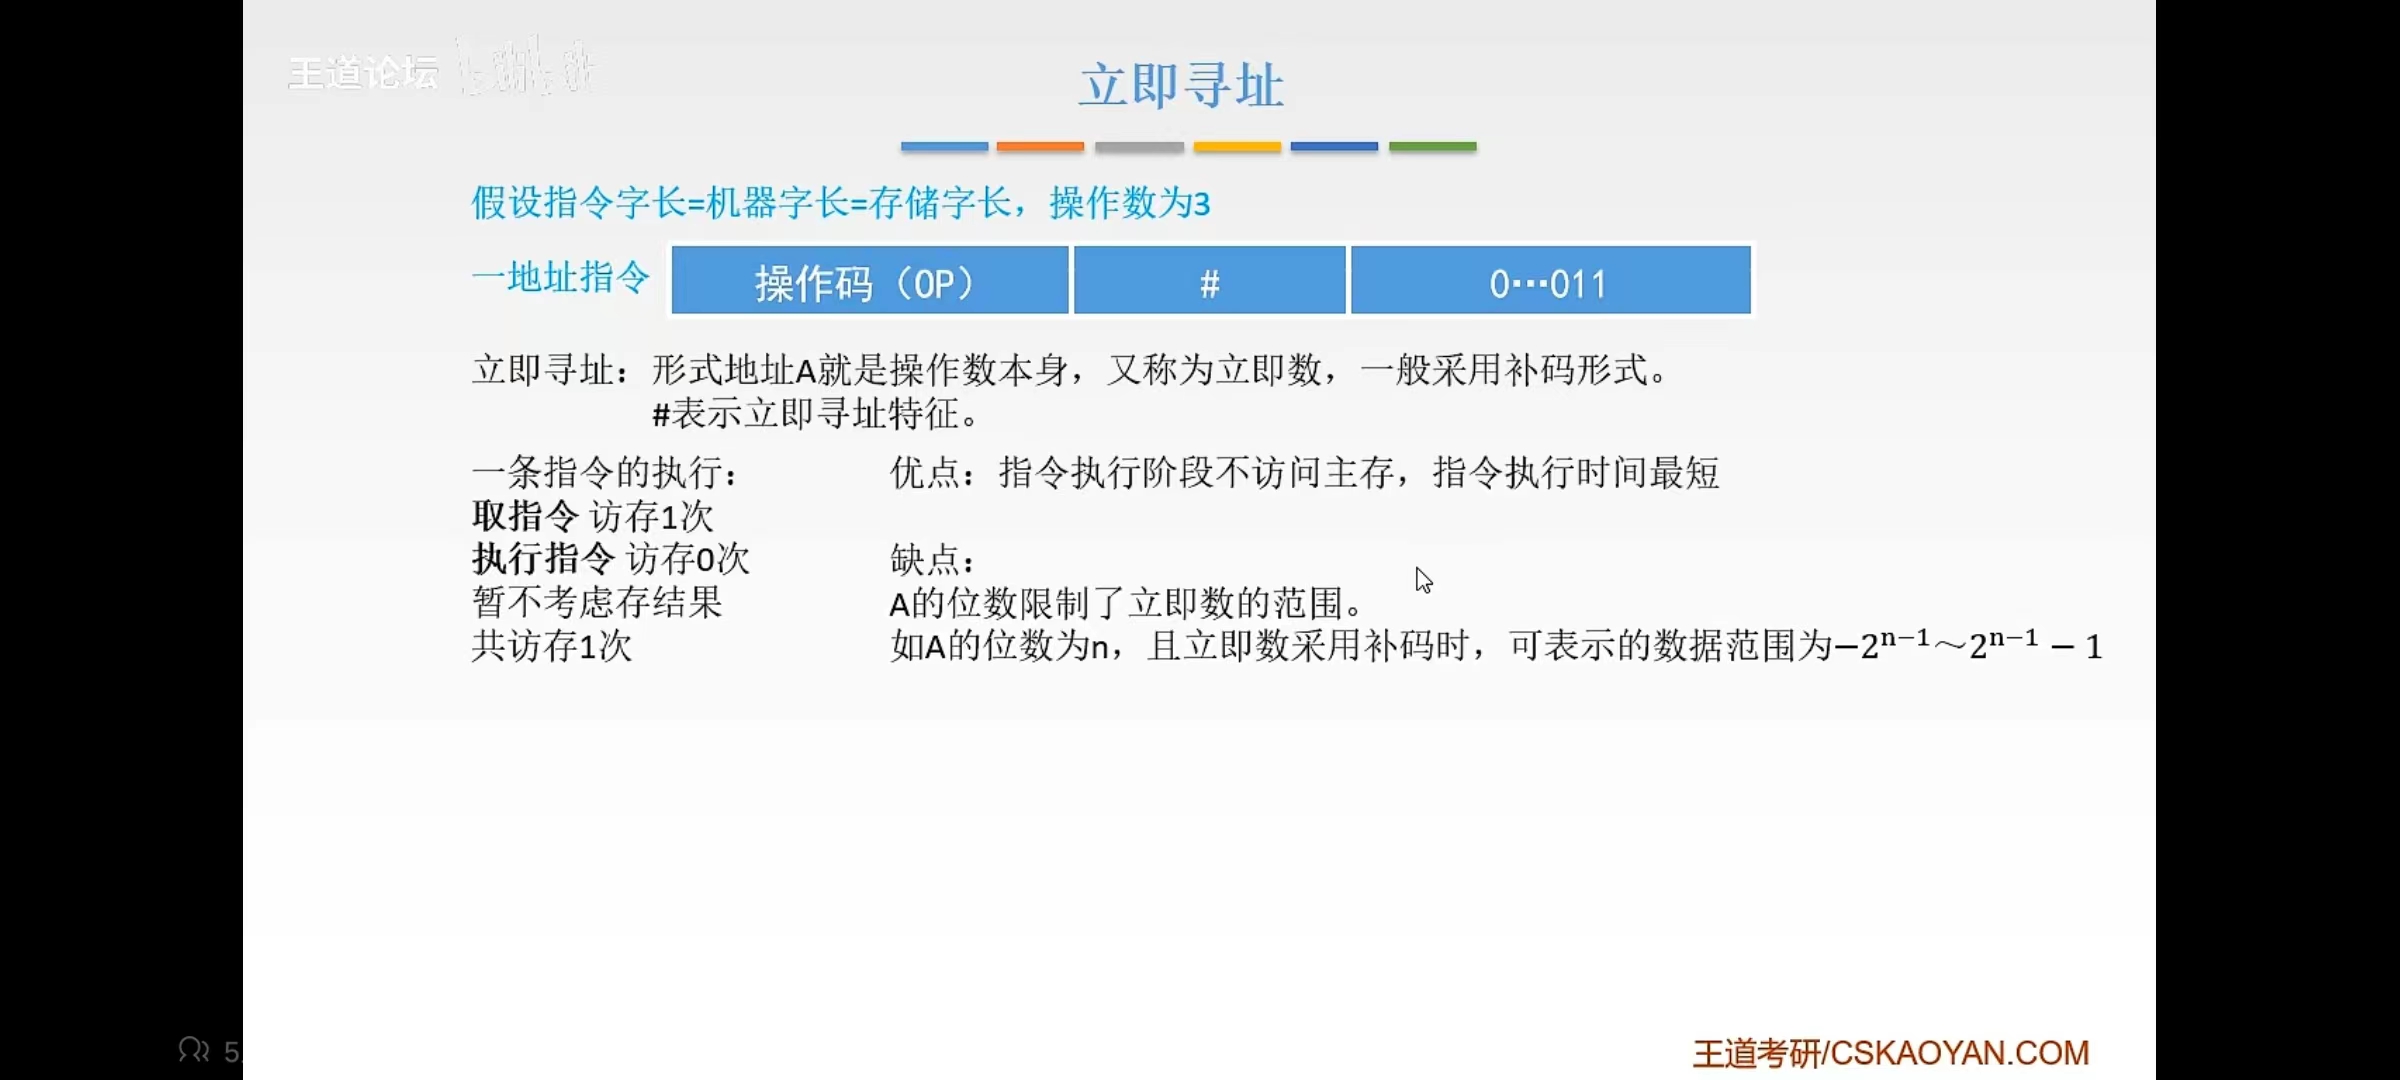 王道论坛
立即寻址
假设指令字长=机器字长=存储字长，操作数为3
一地址指令 操作码（OP） # 0…011
立即寻址：形式地址A就是操作数本身，又称为立即数，一般采用补码形式。
#表示立即寻址特征。
一条指令的执行：
取指令 访存1次
执行指令 访存0次
暂不考虑存结果
共访存1次
优点：指令执行阶段不访问主存，指令执行时间最短
缺点：
A的位数限制了立即数的范围。
如A的位数为n，且立即数采用补码时，可表示的数据范围为−2ⁿ⁻¹～2ⁿ⁻¹ − 1
王道考研/CSKAOYAN.COM